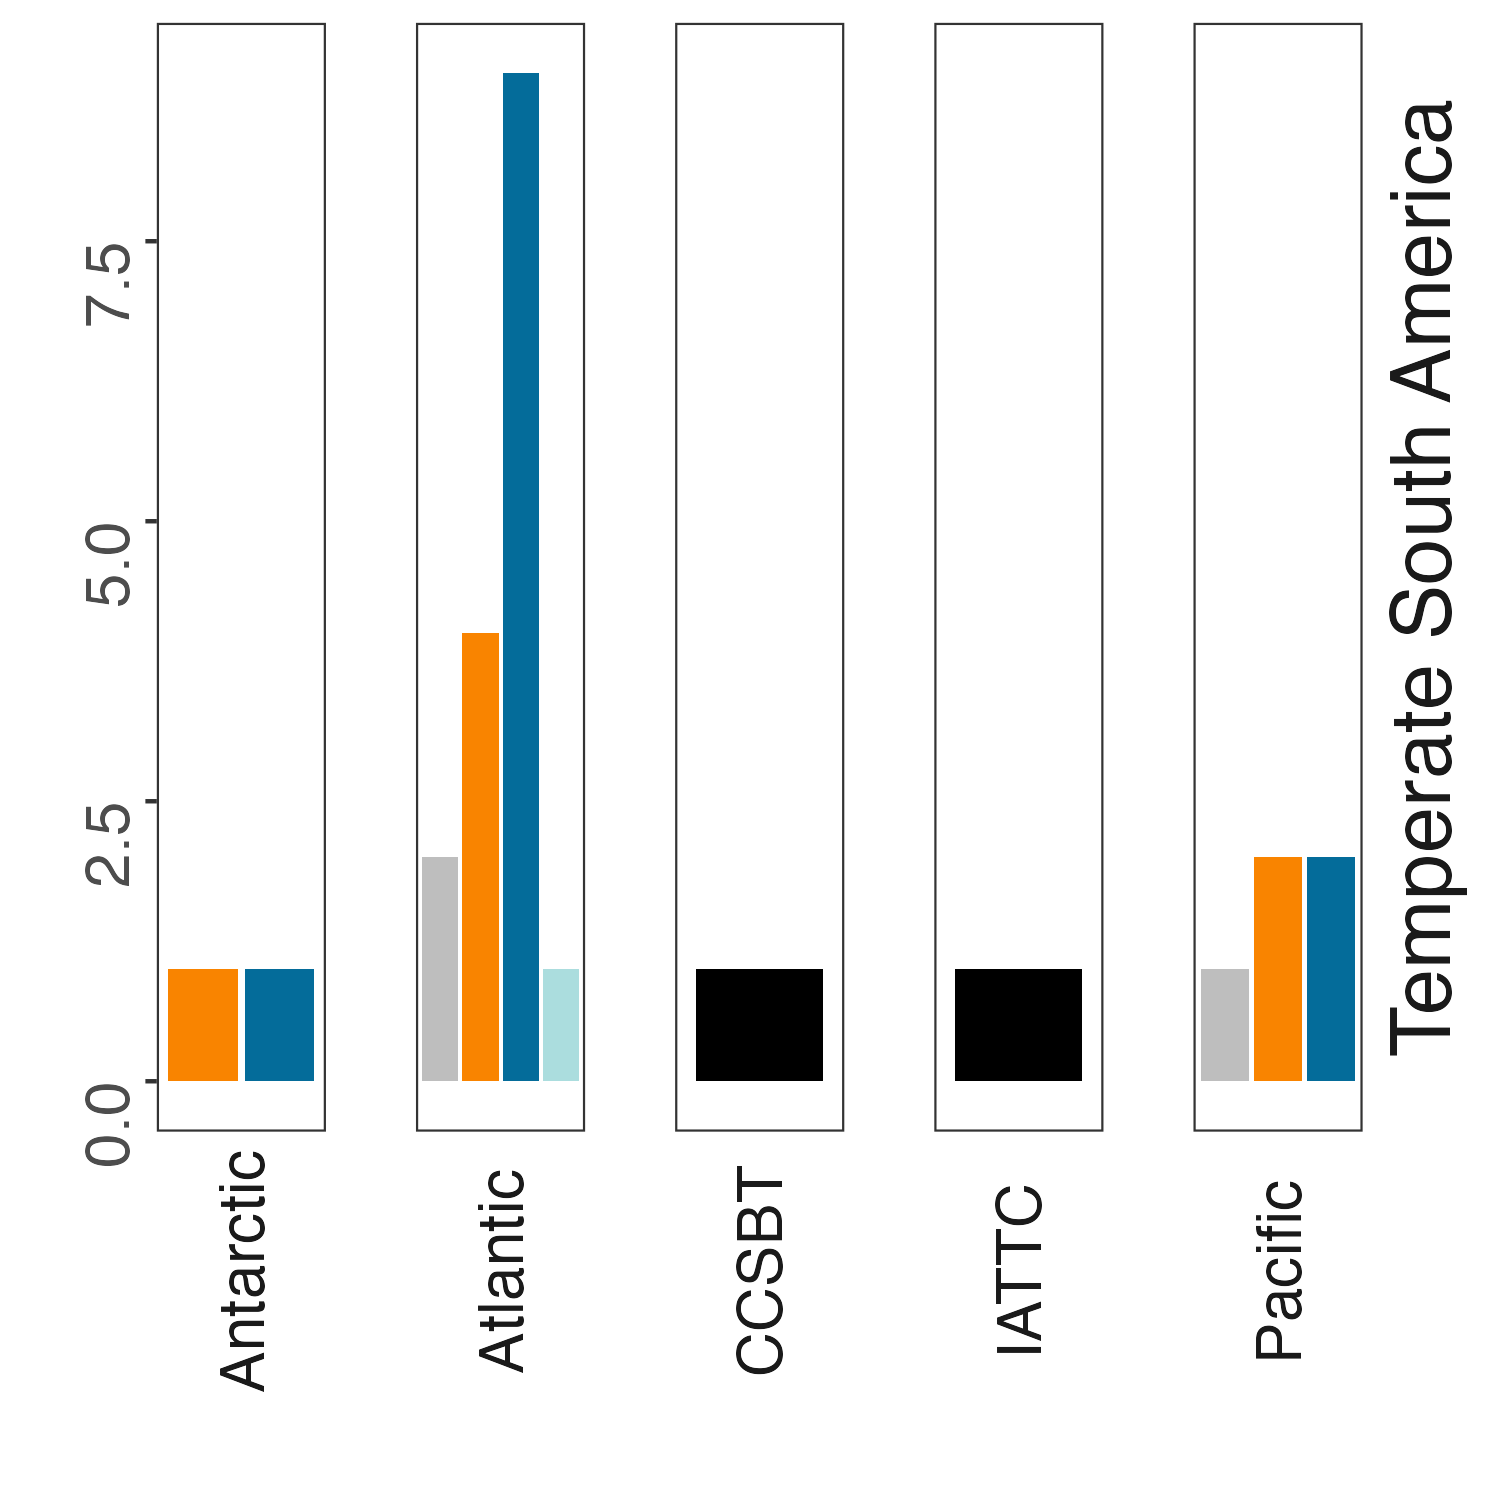 7.5
5.0
2.5
0.0
Antarctic
Atlantic
CCSBT
IATTC
Pacific
Temperate South America